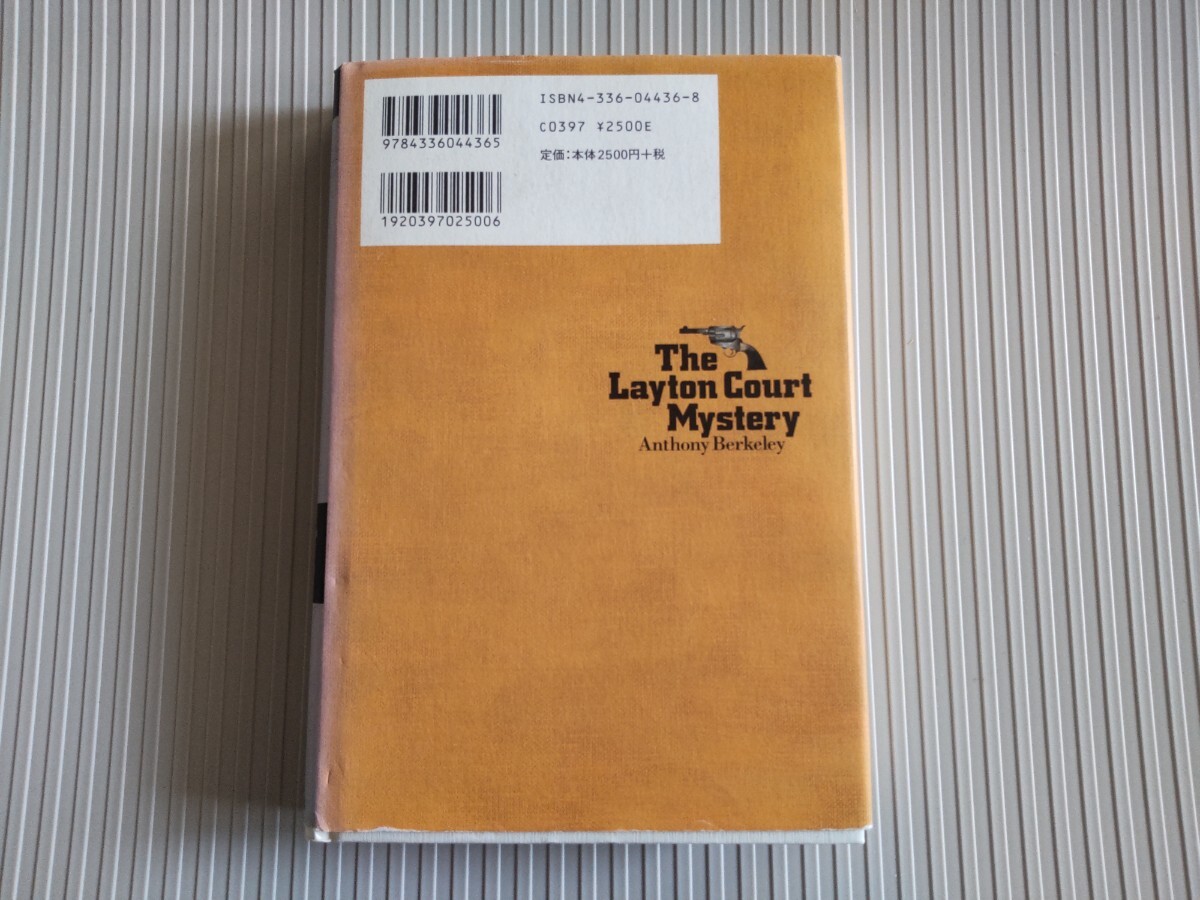 9784336044365
1920397025006
ISBN4-336-04436-8
C0397 ¥2500E
定価:本体2500円+税
The
Layton Court
Mystery
Anthony Berkeley